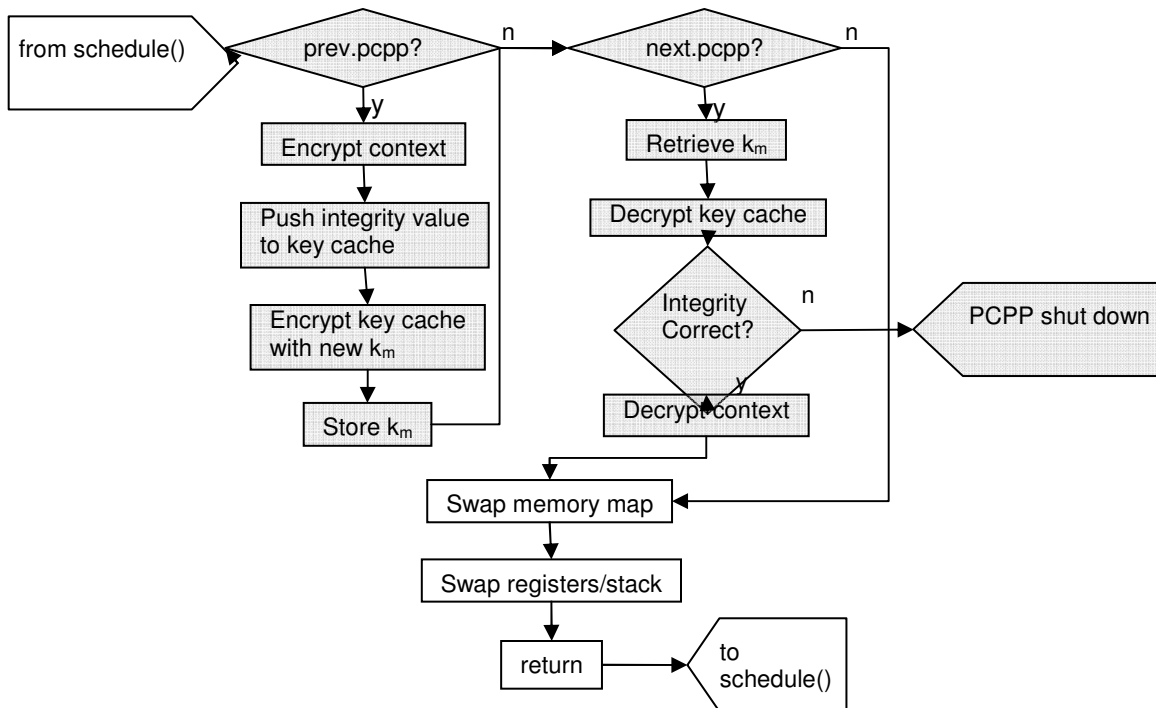 from schedule()
prev.pcpp?
n
next.pcpp?
n
y
y
Encrypt context
Retrieve km
Push integrity value
to key cache
Decrypt key cache
Integrity
Correct?
n
PCPP shut down
Encrypt key cache
with new km
y
Decrypt context
Store km
Swap memory map
Swap registers/stack
return
to
schedule()